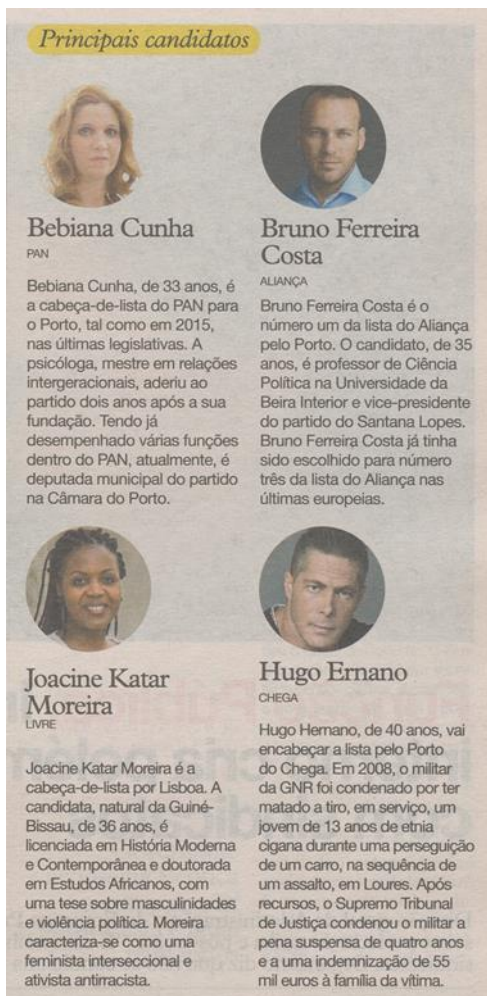 Principais candidatos
Bebiana Cunha
PAN
Bebiana Cunha, de 33 anos, é
a cabeça-de-lista do PAN para
o Porto, tal como em 2015,
nas últimas legislativas. A
psicóloga, mestre em relações
intergeracionais, aderiu ao
partido dois anos após a sua
fundação. Tendo já
desempenhado várias funções
dentro do PAN, atualmente, é
deputada municipal do partido
na Câmara do Porto.
Bruno Ferreira
Costa
ALIANÇA
Bruno Ferreira Costa é o
número um da lista do Aliança
pelo Porto. O candidato, de 35
anos, é professor de Ciência
Política na Universidade da
Beira Interior e vice-presidente
do partido do Santana Lopes.
Bruno Ferreira Costa já tinha
sido escolhido para número
três da lista do Aliança nas
últimas europeias.
Joacine Katar
Moreira
LIVRE
Joacine Katar Moreira é a
cabeça-de-lista por Lisboa. A
candidata, natural da Guiné-
Bissau, de 36 anos, é
licenciada em História Moderna
e Contemporânea e doutorada
em Estudos Africanos, com
uma tese sobre masculinidades
e violência política. Moreira
caracteriza-se como uma
feminista interseccional e
ativista antirracista.
Hugo Ernano
CHEGA
Hugo Hernano, de 40 anos, vai
encabeçar a lista pelo Porto
do Chega. Em 2008, o militar
da GNR foi condenado por ter
matado a tiro, em serviço, um
jovem de 13 anos de etnia
cigana durante uma perseguição
de um carro, na sequência de
um assalto, em Loures. Após
recursos, o Supremo Tribunal
de Justiça condenou o militar a
pena suspensa de quatro anos
e a uma indemnização de 55
mil euros à família da vítima.